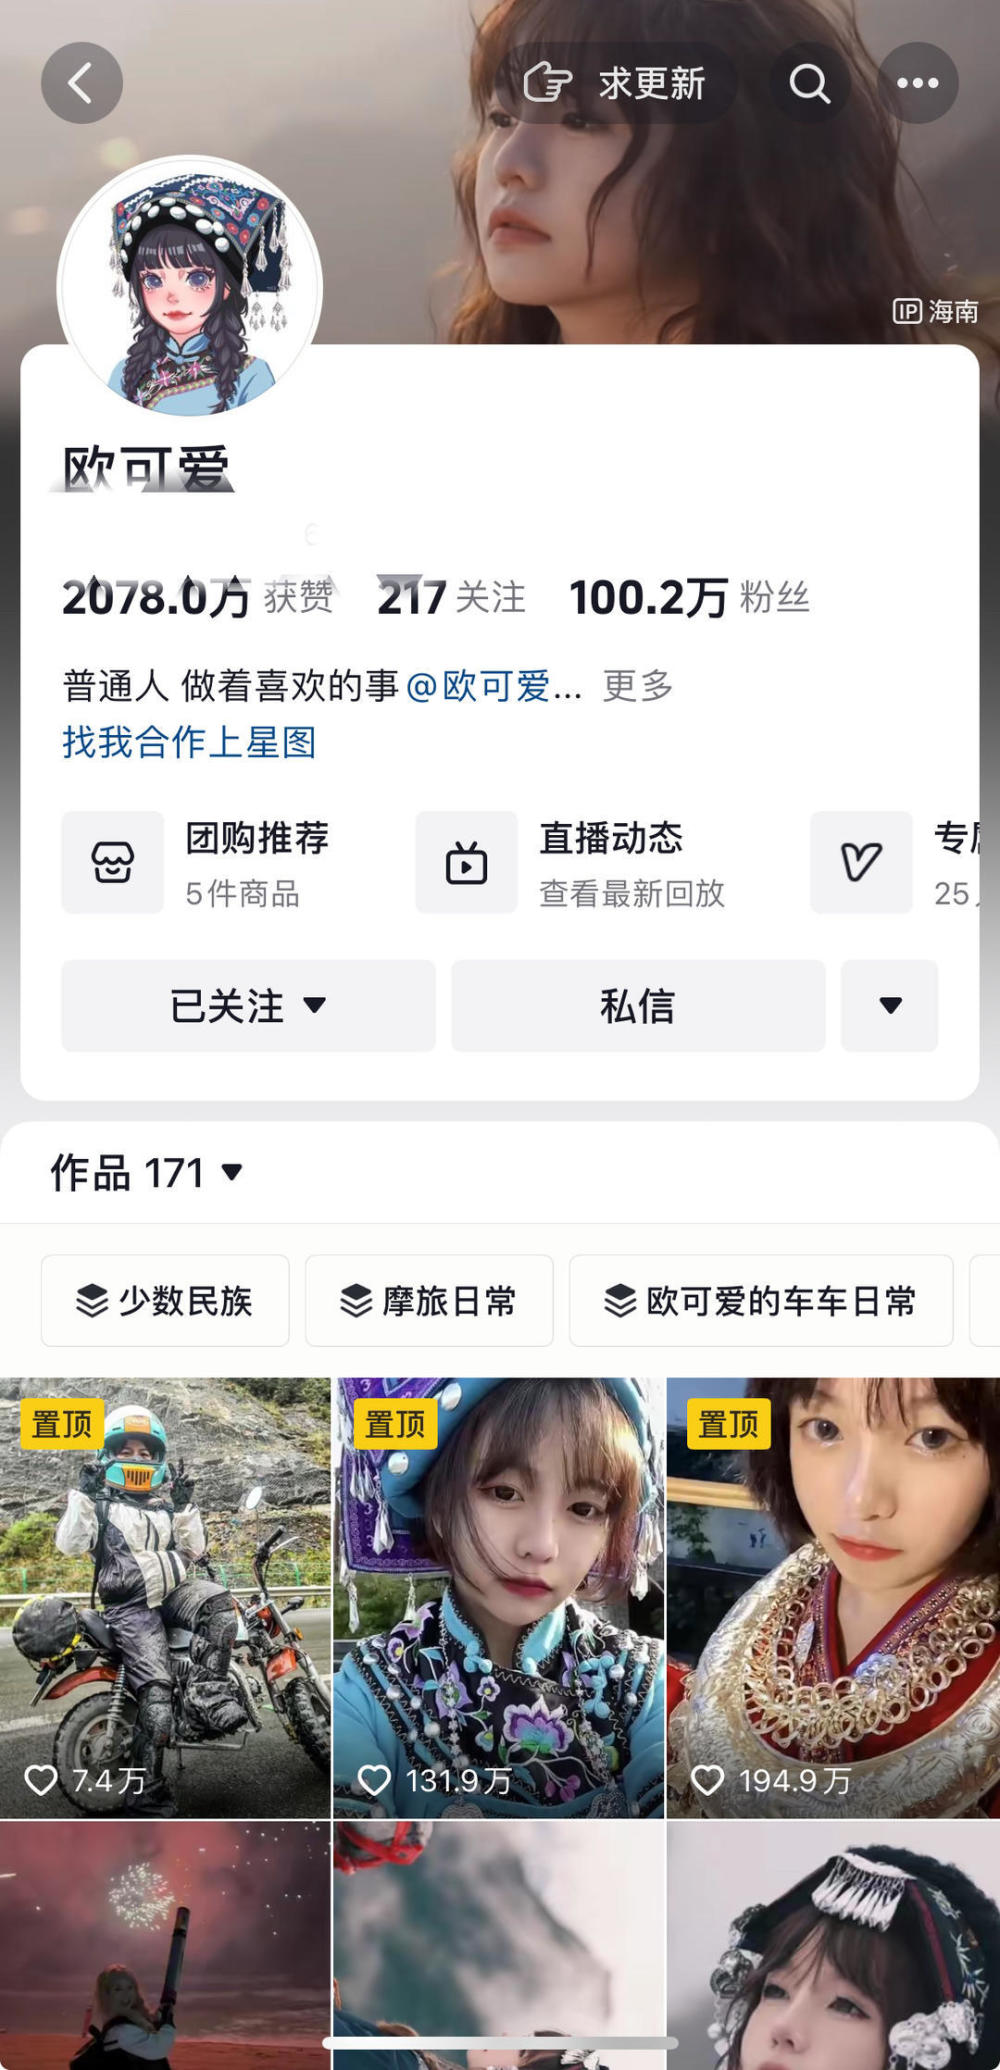 求更新
IP 海南
欧可爱
2078.0万 获赞 217 关注 100.2万 粉丝
普通人 做着喜欢的事@欧可爱... 更多
找我合作上星图
团购推荐 直播动态
5件商品 查看最新回放 25
已关注 私信
作品 171
少数民族 摩旅日常 欧可爱的车车日常
置顶 置顶 置顶
7.4万 131.9万 194.9万